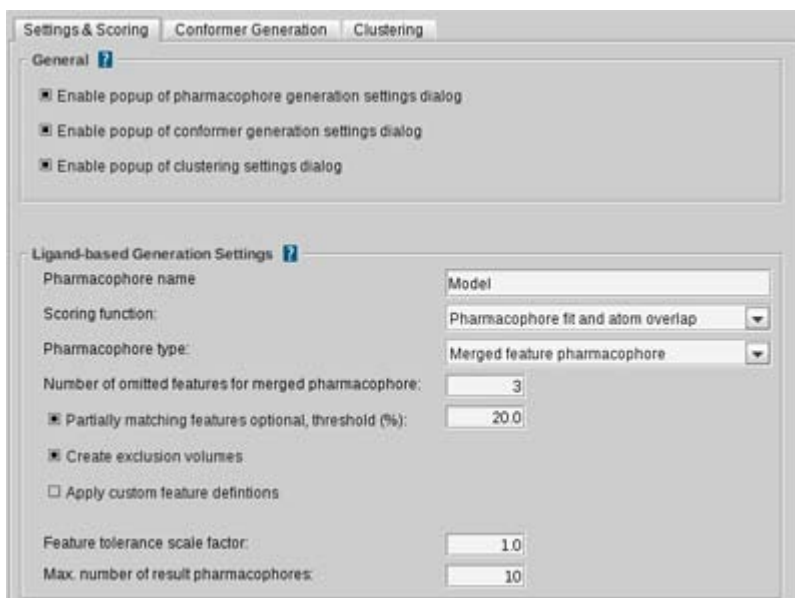 Settings & Scoring Conformer Generation Clustering
General ?
Enable popup of pharmacophore generation settings dialog
Enable popup of conformer generation settings dialog
Enable popup of clustering settings dialog
Ligand-based Generation Settings ?
Pharmacophore name Model
Scoring function: Pharmacophore fit and atom overlap
Pharmacophore type: Merged feature pharmacophore
Number of omitted features for merged pharmacophore: 3
Partially matching features optional, threshold (%): 20.0
Create exclusion volumes
Apply custom feature defintions
Feature tolerance scale factor: 1.0
Max. number of result pharmacophores: 10